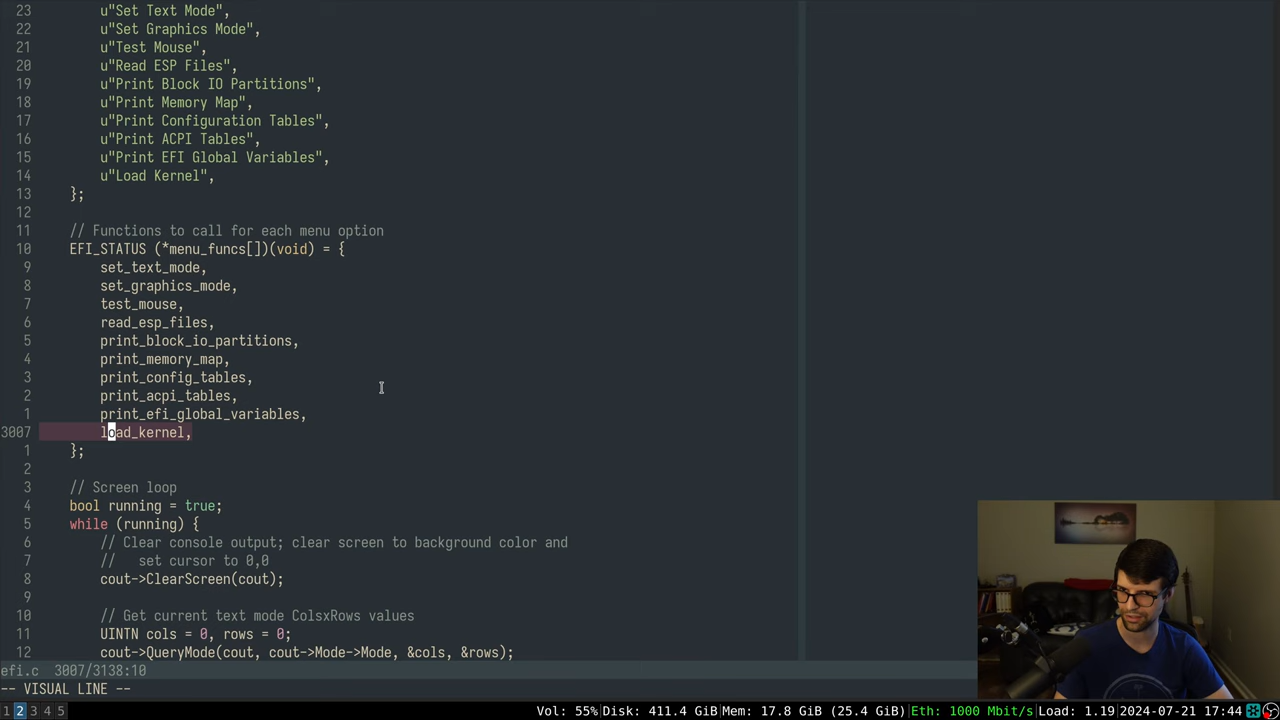 23 u"Set Text Mode",
22 u"Set Graphics Mode",
21 u"Test Mouse",
20 u"Read ESP Files",
19 u"Print Block IO Partitions",
18 u"Print Memory Map",
17 u"Print Configuration Tables",
16 u"Print ACPI Tables",
15 u"Print EFI Global Variables",
14 u"Load Kernel",
13 };
12
11 // Functions to call for each menu option
10 EFI_STATUS (*menu_funcs[])(void) = {
9 set_text_mode,
8 set_graphics_mode,
7 test_mouse,
6 read_esp_files,
5 print_block_io_partitions,
4 print_memory_map,
3 print_config_tables,
2 print_acpi_tables,
1 print_efi_global_variables,
3007 load_kernel,
1 };
2
3 // Screen loop
4 bool running = true;
5 while (running) {
6 // Clear console output; clear screen to background color and
7 //   set cursor to 0,0
8 cout->ClearScreen(cout);
9
10 // Get current text mode ColsxRows values
11 UINTN cols = 0, rows = 0;
12 cout->QueryMode(cout, cout->Mode->Mode, &cols, &rows);
efi.c 3007/3138:10
-- VISUAL LINE --
1 2 3 4 5 Vol: 55% Disk: 411.4 GiB Mem: 17.8 GiB (25.4 GiB) Eth: 1000 Mbit/s Load: 1.19 2024-07-21 17:44